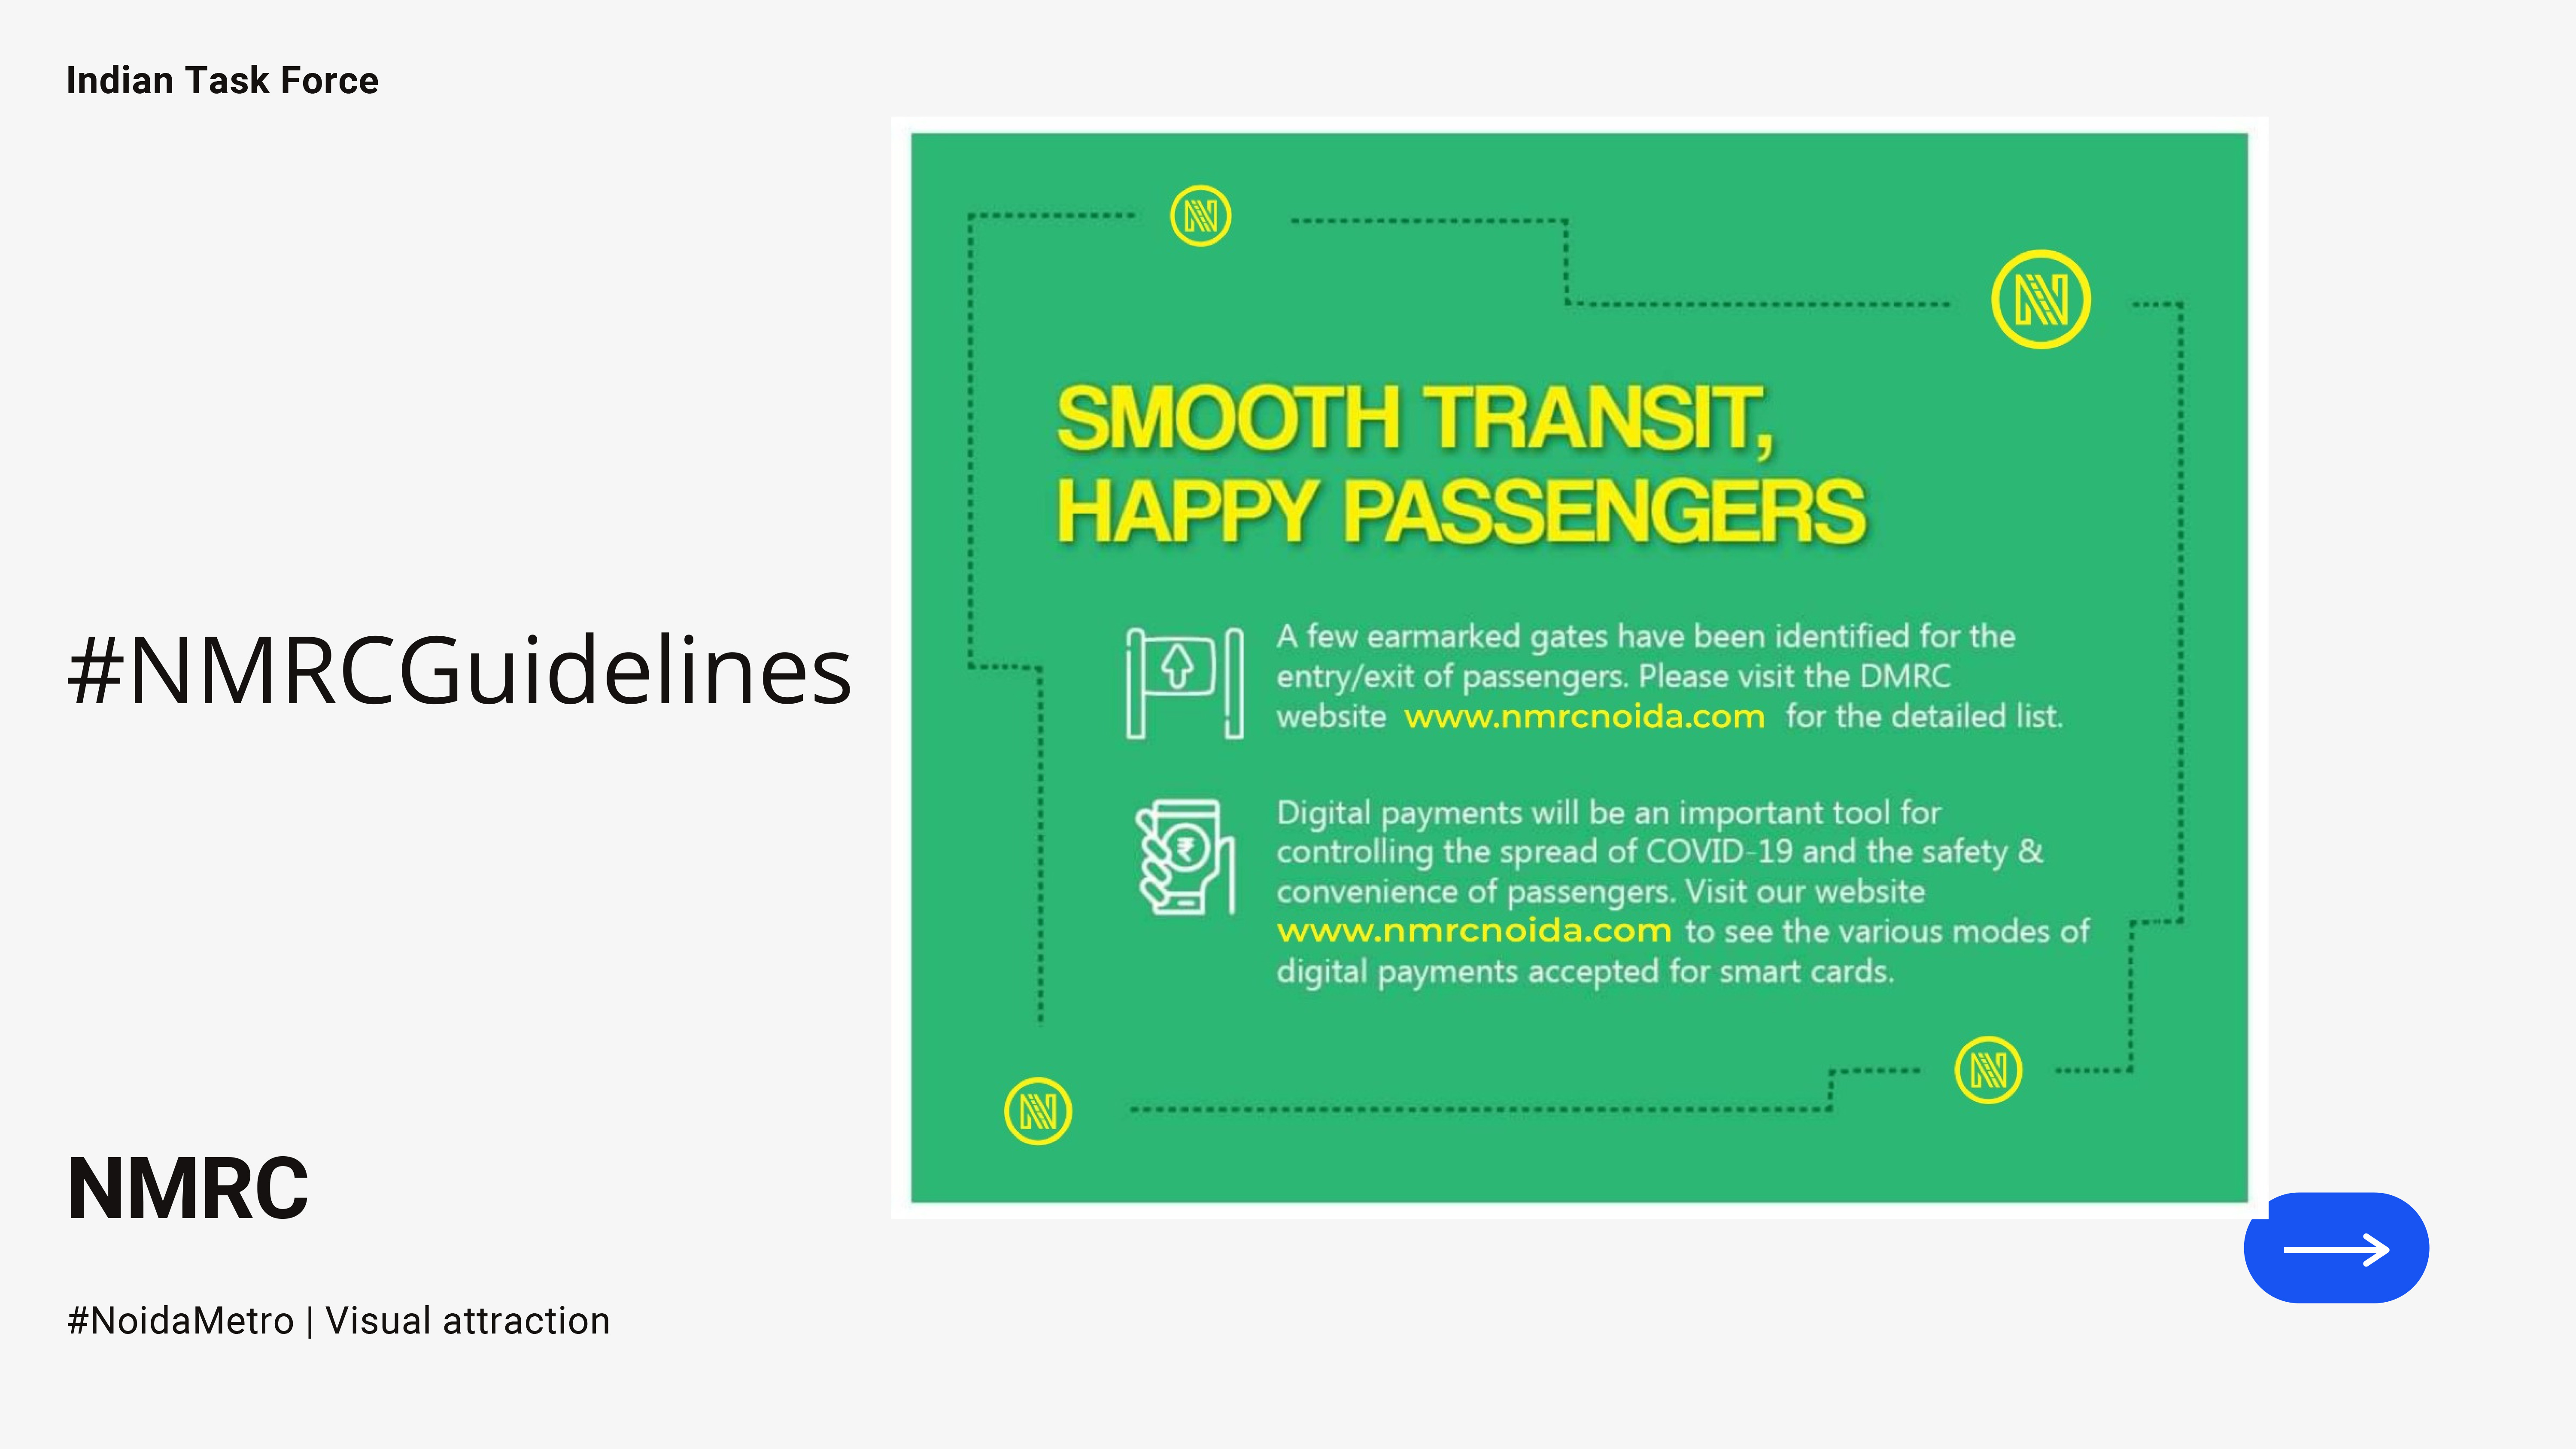 Indian Task Force
#NMRCGuidelines
NMRC
#NoidaMetro | Visual attraction
SMOOTH TRANSIT,
HAPPY PASSENGERS
A few earmarked gates have been identified for the
entry/exit of passengers. Please visit the DMRC
website www.nmrcnoida.com for the detailed list.
Digital payments will be an important tool for
controlling the spread of COVID-19 and the safety &
convenience of passengers. Visit our website
www.nmrcnoida.com to see the various modes of
digital payments accepted for smart cards.